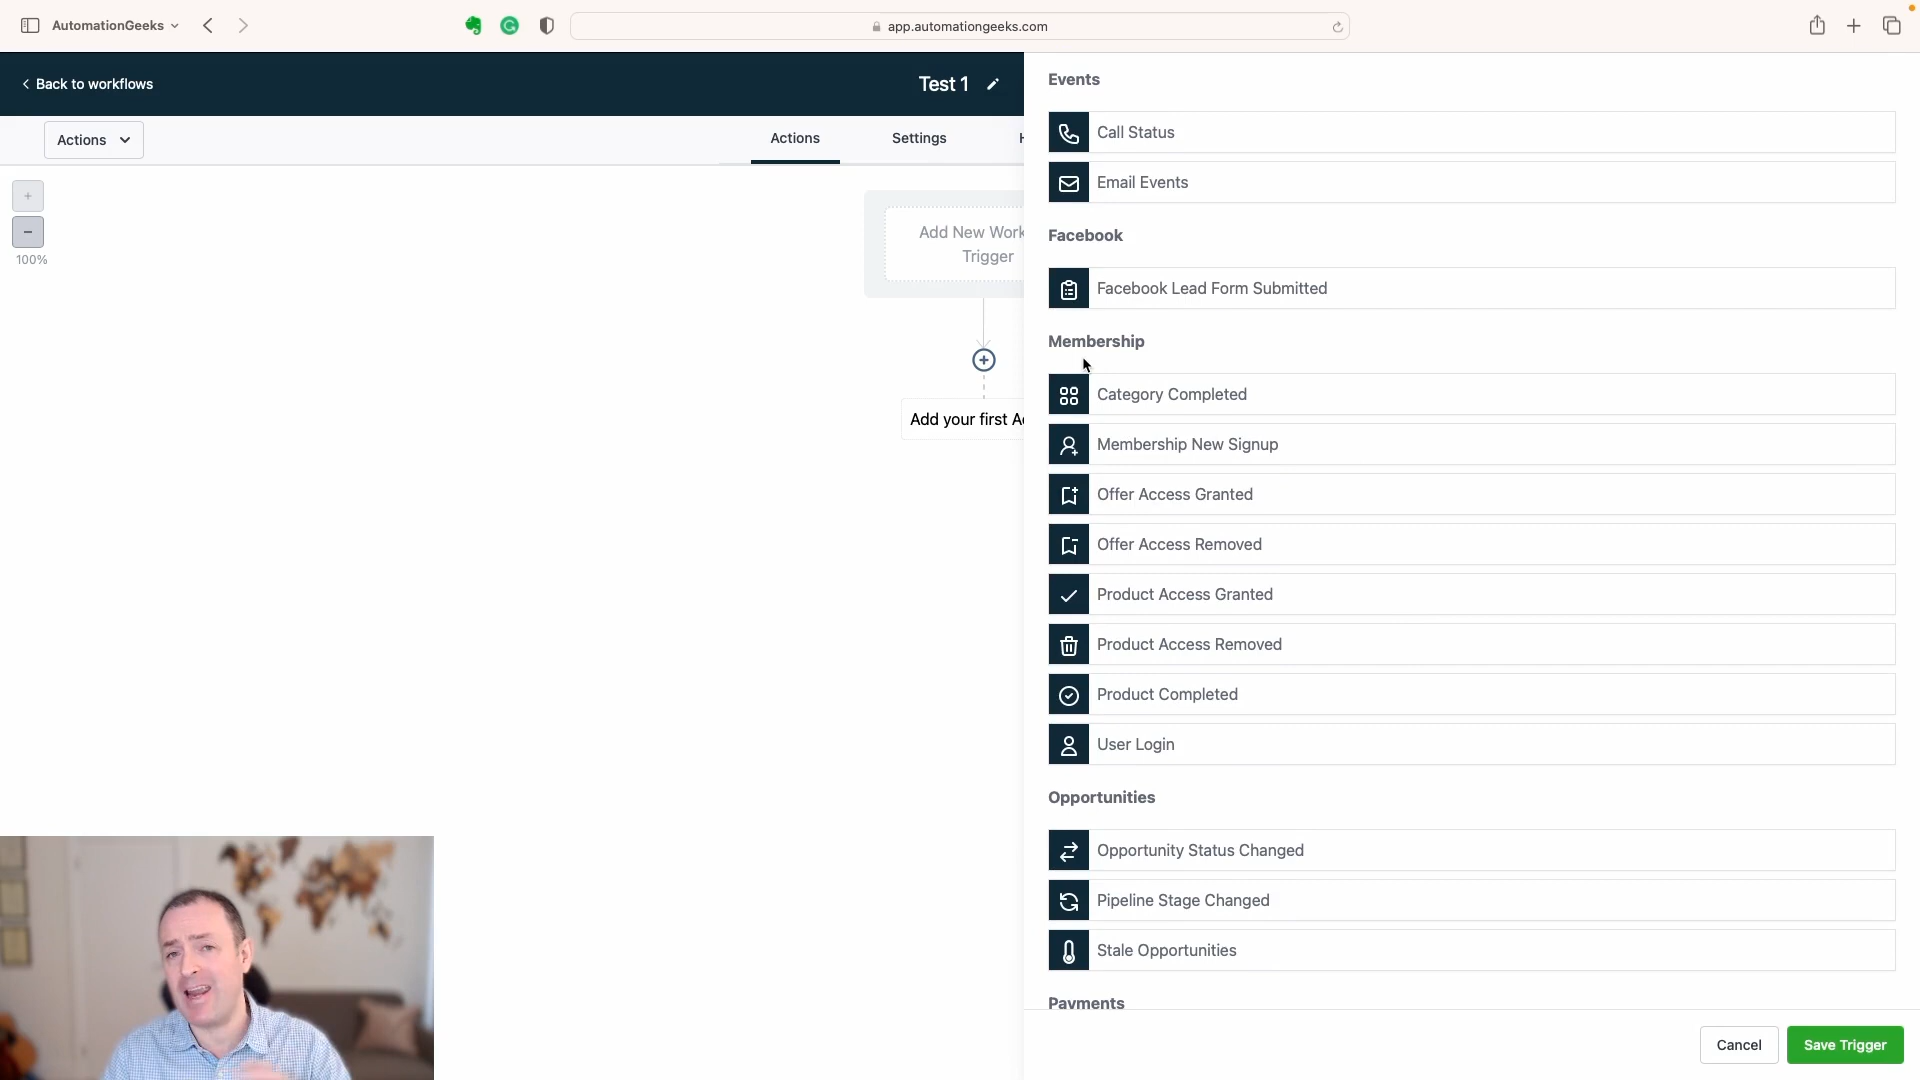 AutomationGeeks
app.automationgeeks.com
Back to workflows
Test 1
Actions
Actions
Settings
100%
Add New Work
Trigger
Add your first
Events
Call Status
Email Events
Facebook
Facebook Lead Form Submitted
Membership
Category Completed
Membership New Signup
Offer Access Granted
Offer Access Removed
Product Access Granted
Product Access Removed
Product Completed
User Login
Opportunities
Opportunity Status Changed
Pipeline Stage Changed
Stale Opportunities
Payments
Cancel
Save Trigger